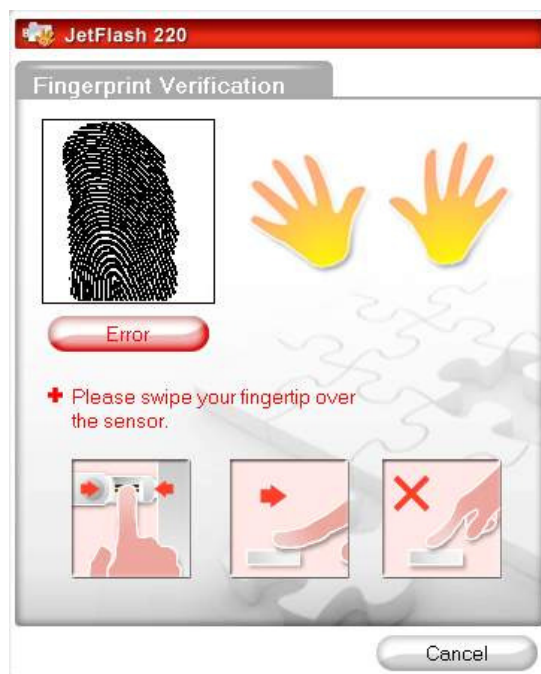 JetFlash 220
Fingerprint Verification
Error
Please swipe your fingertip over
the sensor.
Cancel